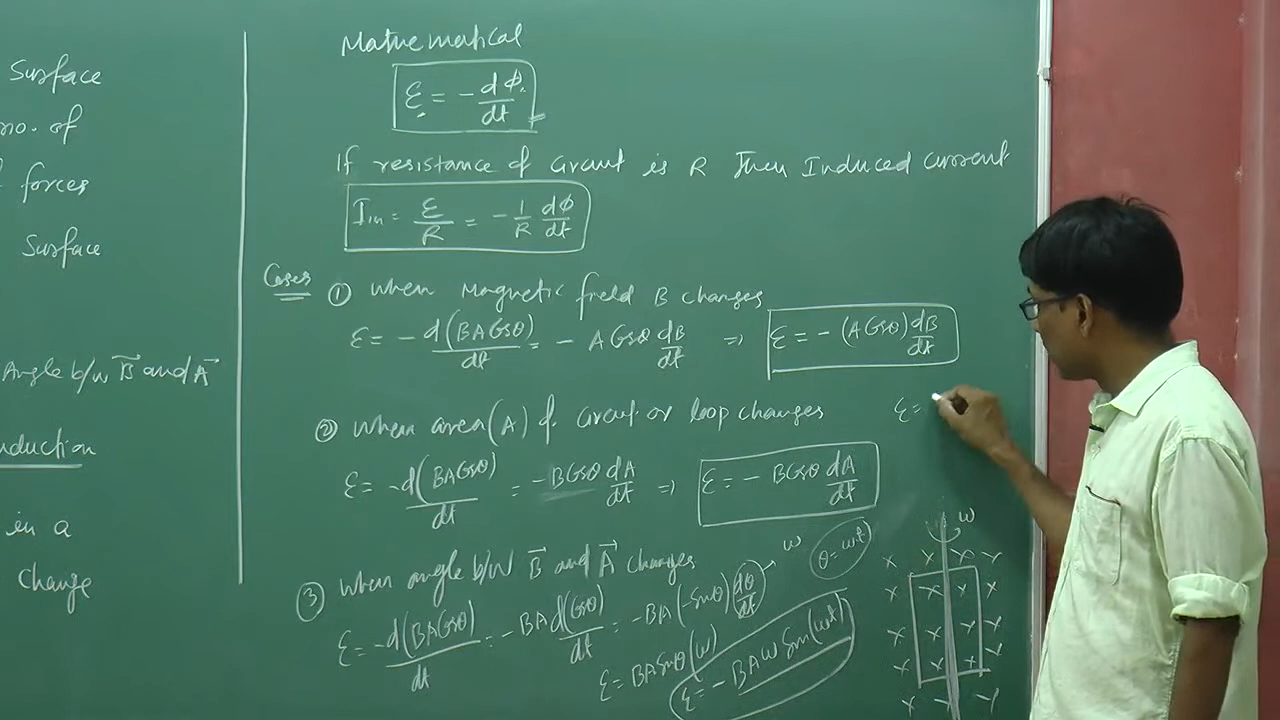 Surface
no. of
forces
Surface
Angle b/w B⃗ and A⃗
nduction
in a
change
Mathematical
ε = - dΦ/dt
If resistance of circuit is R Then Induced current
Iin = ε/R = - 1/R dΦ/dt
Cases ① When Magnetic field B changes
ε = - d(BA Cosθ)/dt = - A Cosθ dB/dt ⇒ ε = - (A Cosθ) dB/dt
② When area (A) of circuit or loop changes
ε =
ε = - d(BA Cosθ)/dt = - B Cosθ dA/dt ⇒ ε = - B Cosθ dA/dt
③ When angle b/w B⃗ and A⃗ changes
ω
θ = ωt
ε = - d(BA Cosθ)/dt = - BA d(Cosθ)/dt = - BA (- Sinθ) dθ/dt
ε = BA Sinθ (ω)
ε = - BAω Sin(ωt)
ω
x x x x
x x x x
x x
x x x x
x x